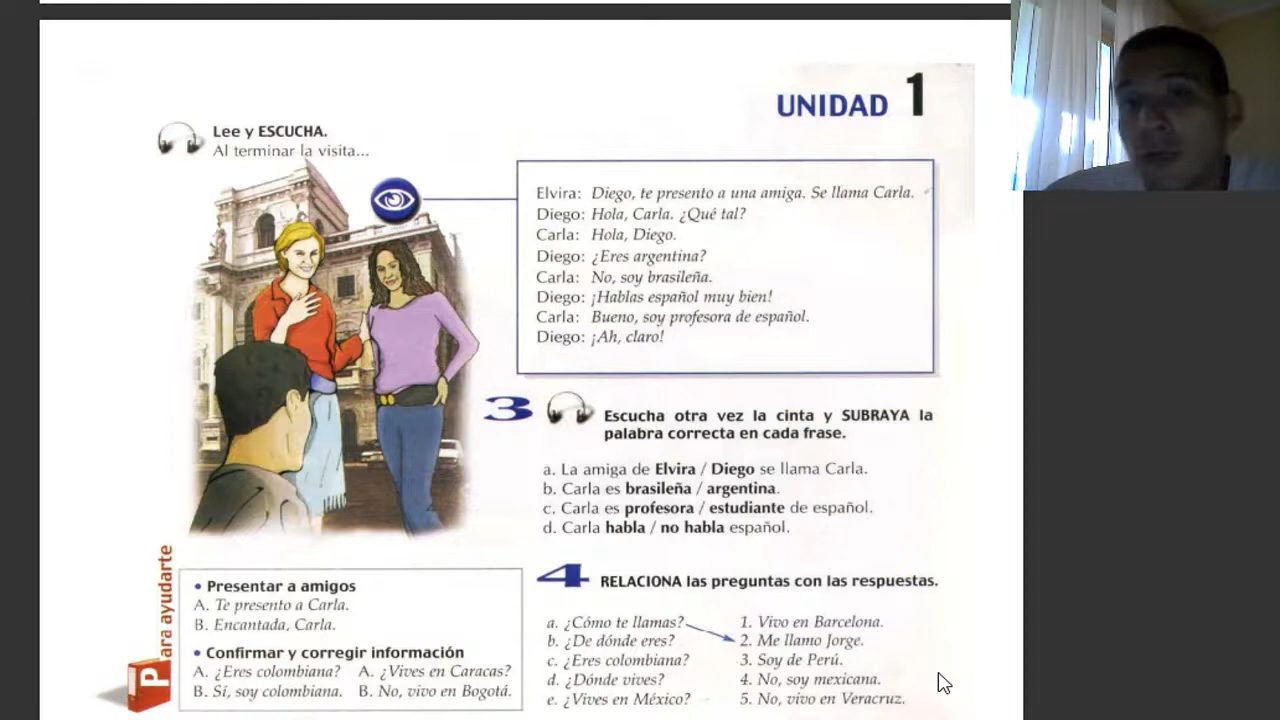 UNIDAD 1
Lee y ESCUCHA.
Al terminar la visita...
Elvira: Diego, te presento a una amiga. Se llama Carla.
Diego: Hola, Carla. ¿Qué tal?
Carla: Hola, Diego.
Diego: ¿Eres argentina?
Carla: No, soy brasileña.
Diego: ¡Hablas español muy bien!
Carla: Bueno, soy profesora de español.
Diego: ¡Ah, claro!
3 Escucha otra vez la cinta y SUBRAYA la
palabra correcta en cada frase.
a. La amiga de Elvira / Diego se llama Carla.
b. Carla es brasileña / argentina.
c. Carla es profesora / estudiante de español.
d. Carla habla / no habla español.
Para ayudarte
• Presentar a amigos
A. Te presento a Carla.
B. Encantada, Carla.
• Confirmar y corregir información
A. ¿Eres colombiana? A. ¿Vives en Caracas?
B. Sí, soy colombiana. B. No, vivo en Bogotá.
4 RELACIONA las preguntas con las respuestas.
a. ¿Cómo te llamas? 1. Vivo en Barcelona.
b. ¿De dónde eres? 2. Me llamo Jorge.
c. ¿Eres colombiana? 3. Soy de Perú.
d. ¿Dónde vives? 4. No, soy mexicana.
e. ¿Vives en México? 5. No, vivo en Veracruz.